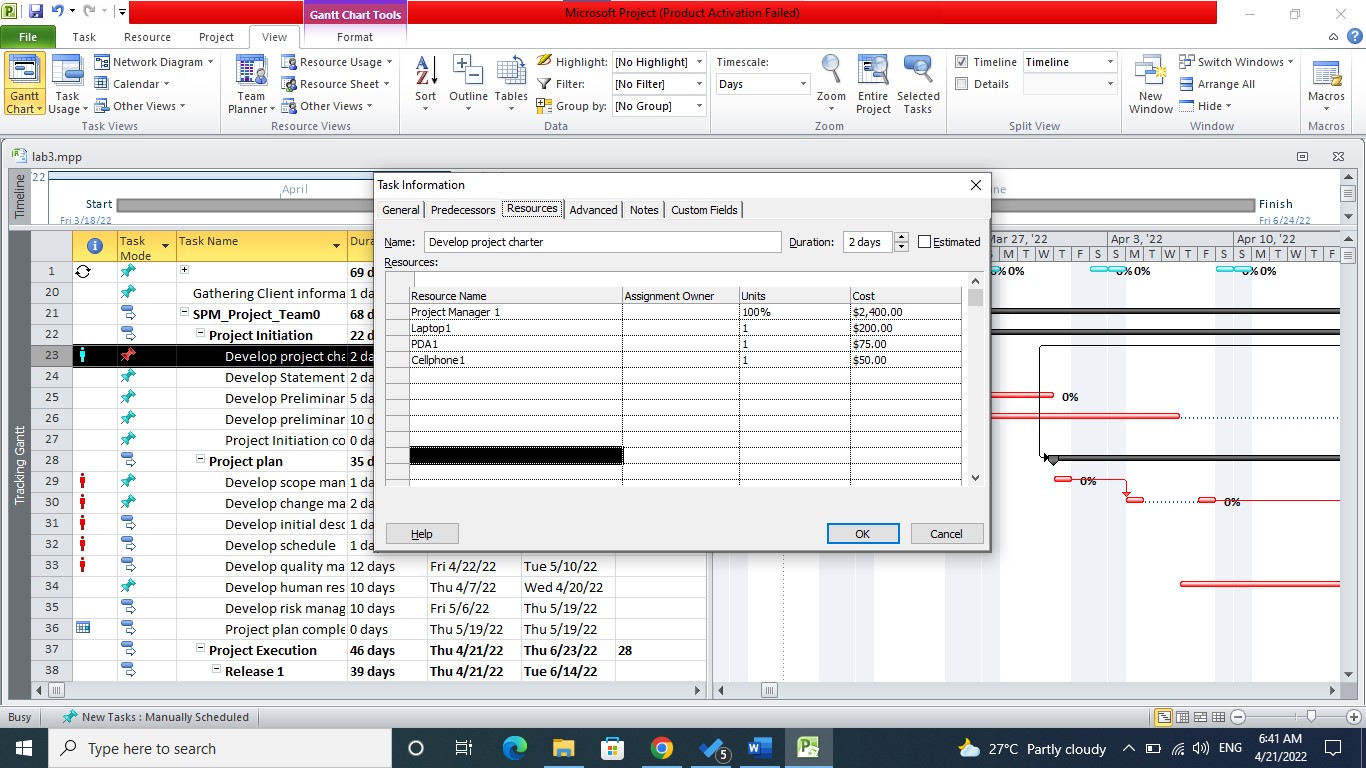 Gantt Chart Tools
Microsoft Project (Product Activation Failed)
File Task Resource Project View Format
Gantt Chart
Task Usage
Network Diagram
Calendar
Other Views
Task Views
Team Planner
Resource Usage
Resource Sheet
Other Views
Resource Views
Sort
Outline
Tables
Highlight: [No Highlight]
Filter: [No Filter]
Group by: [No Group]
Data
Timescale:
Days
Zoom
Entire Project
Selected Tasks
Zoom
Timeline Timeline
Details
Split View
New Window
Switch Windows
Arrange All
Hide
Window
Macros
Macros
lab3.mpp
Timeline
'22
April
Start
Fri 3/18/22
Finish
Fri 6/24/22
Task Information
General Predecessors Resources Advanced Notes Custom Fields
Name: Develop project charter Duration: 2 days Estimated
Resources:
Resource Name Assignment Owner Units Cost
Project Manager 1 100% $2,400.00
Laptop1 1 $200.00
PDA1 1 $75.00
Cellphone1 1 $50.00
Help OK Cancel
Tracking Gantt
Task Mode Task Name
1 69 d
20 Gathering Client informa 1 da
21 SPM_Project_Team0 68 d
22 Project Initiation 22 d
23 Develop project cha 2 da
24 Develop Statement 1 da
25 Develop Preliminar 5 da
26 Develop preliminar 10 d
27 Project Initiation co 0 da
28 Project plan 35 d
29 Develop scope man 1 da
30 Develop change ma 2 da
31 Develop initial desc 1 da
32 Develop schedule 1 da
33 Develop quality ma 12 days Fri 4/22/22 Tue 5/10/22
34 Develop human res 10 days Thu 4/7/22 Wed 4/20/22
35 Develop risk manag 10 days Fri 5/6/22 Thu 5/19/22
36 Project plan comple 0 days Thu 5/19/22 Thu 5/19/22
37 Project Execution 46 days Thu 4/21/22 Thu 6/23/22 28
38 Release 1 39 days Thu 4/21/22 Tue 6/14/22
Mar 27, '22 Apr 3, '22 Apr 10, '22
S M T W T F S S M T W T F S S M T W T F
0%
0%
0%
0%
0%
0%
Busy New Tasks : Manually Scheduled
Type here to search
5
27°C Partly cloudy
ENG
6:41 AM
4/21/2022